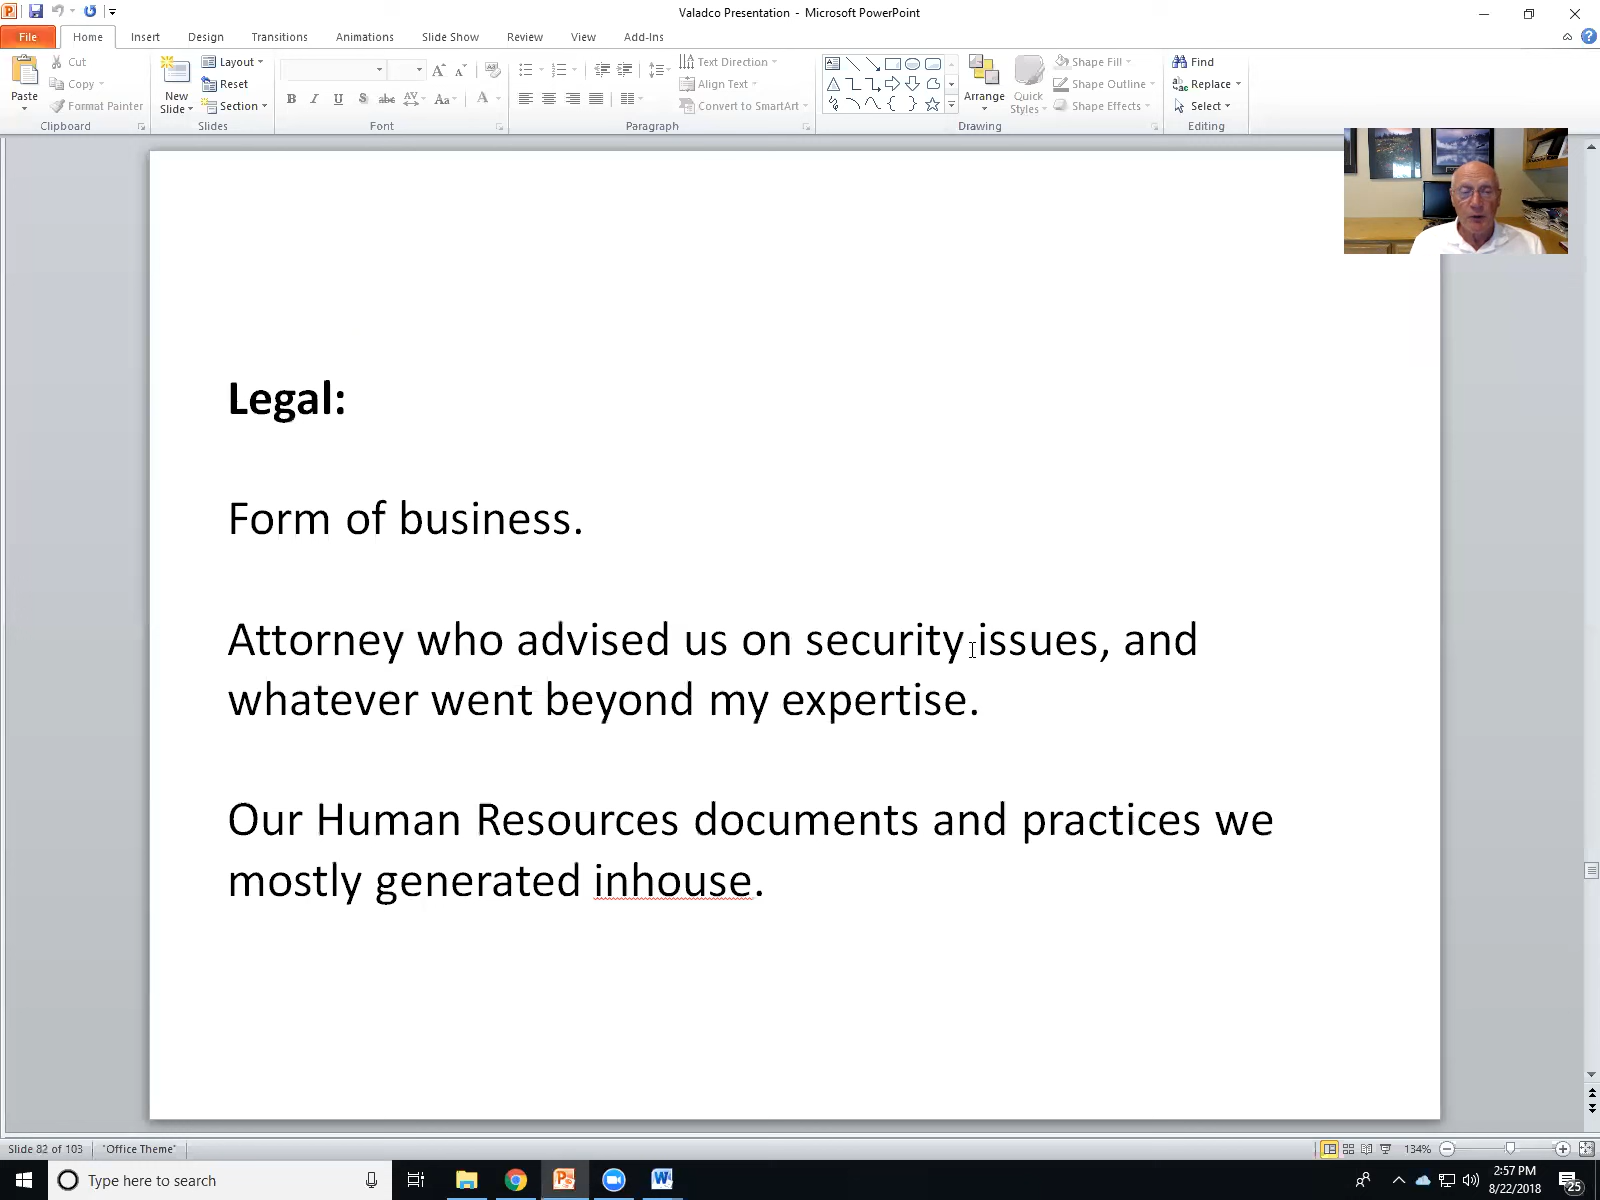 Valadco Presentation - Microsoft PowerPoint
File Home Insert Design Transitions Animations Slide Show Review View Add-Ins
Paste
Cut
Copy
Format Painter
Clipboard
New Slide
Layout
Reset
Section
Slides
Font
Text Direction
Align Text
Convert to SmartArt
Paragraph
Arrange
Quick Styles
Shape Fill
Shape Outline
Shape Effects
Drawing
Find
Replace
Select
Editing
Legal:
Form of business.
Attorney who advised us on security issues, and
whatever went beyond my expertise.
Our Human Resources documents and practices we
mostly generated inhouse.
Slide 82 of 103 "Office Theme" 134%
Type here to search
2:57 PM
8/22/2018
25